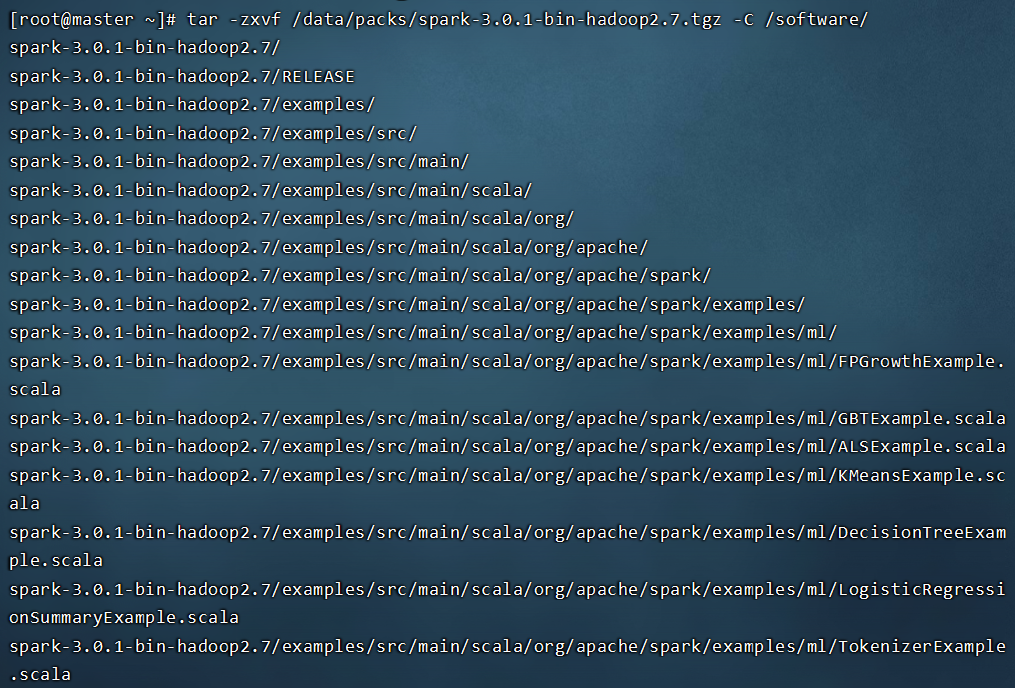 [root@master ~]# tar -zxvf /data/packs/spark-3.0.1-bin-hadoop2.7.tgz -C /software/
spark-3.0.1-bin-hadoop2.7/
spark-3.0.1-bin-hadoop2.7/RELEASE
spark-3.0.1-bin-hadoop2.7/examples/
spark-3.0.1-bin-hadoop2.7/examples/src/
spark-3.0.1-bin-hadoop2.7/examples/src/main/
spark-3.0.1-bin-hadoop2.7/examples/src/main/scala/
spark-3.0.1-bin-hadoop2.7/examples/src/main/scala/org/
spark-3.0.1-bin-hadoop2.7/examples/src/main/scala/org/apache/
spark-3.0.1-bin-hadoop2.7/examples/src/main/scala/org/apache/spark/
spark-3.0.1-bin-hadoop2.7/examples/src/main/scala/org/apache/spark/examples/
spark-3.0.1-bin-hadoop2.7/examples/src/main/scala/org/apache/spark/examples/ml/
spark-3.0.1-bin-hadoop2.7/examples/src/main/scala/org/apache/spark/examples/ml/FPGrowthExample.
scala
spark-3.0.1-bin-hadoop2.7/examples/src/main/scala/org/apache/spark/examples/ml/GBTExample.scala
spark-3.0.1-bin-hadoop2.7/examples/src/main/scala/org/apache/spark/examples/ml/ALSExample.scala
spark-3.0.1-bin-hadoop2.7/examples/src/main/scala/org/apache/spark/examples/ml/KMeansExample.sc
ala
spark-3.0.1-bin-hadoop2.7/examples/src/main/scala/org/apache/spark/examples/ml/DecisionTreeExam
ple.scala
spark-3.0.1-bin-hadoop2.7/examples/src/main/scala/org/apache/spark/examples/ml/LogisticRegressi
onSummaryExample.scala
spark-3.0.1-bin-hadoop2.7/examples/src/main/scala/org/apache/spark/examples/ml/TokenizerExample
.scala